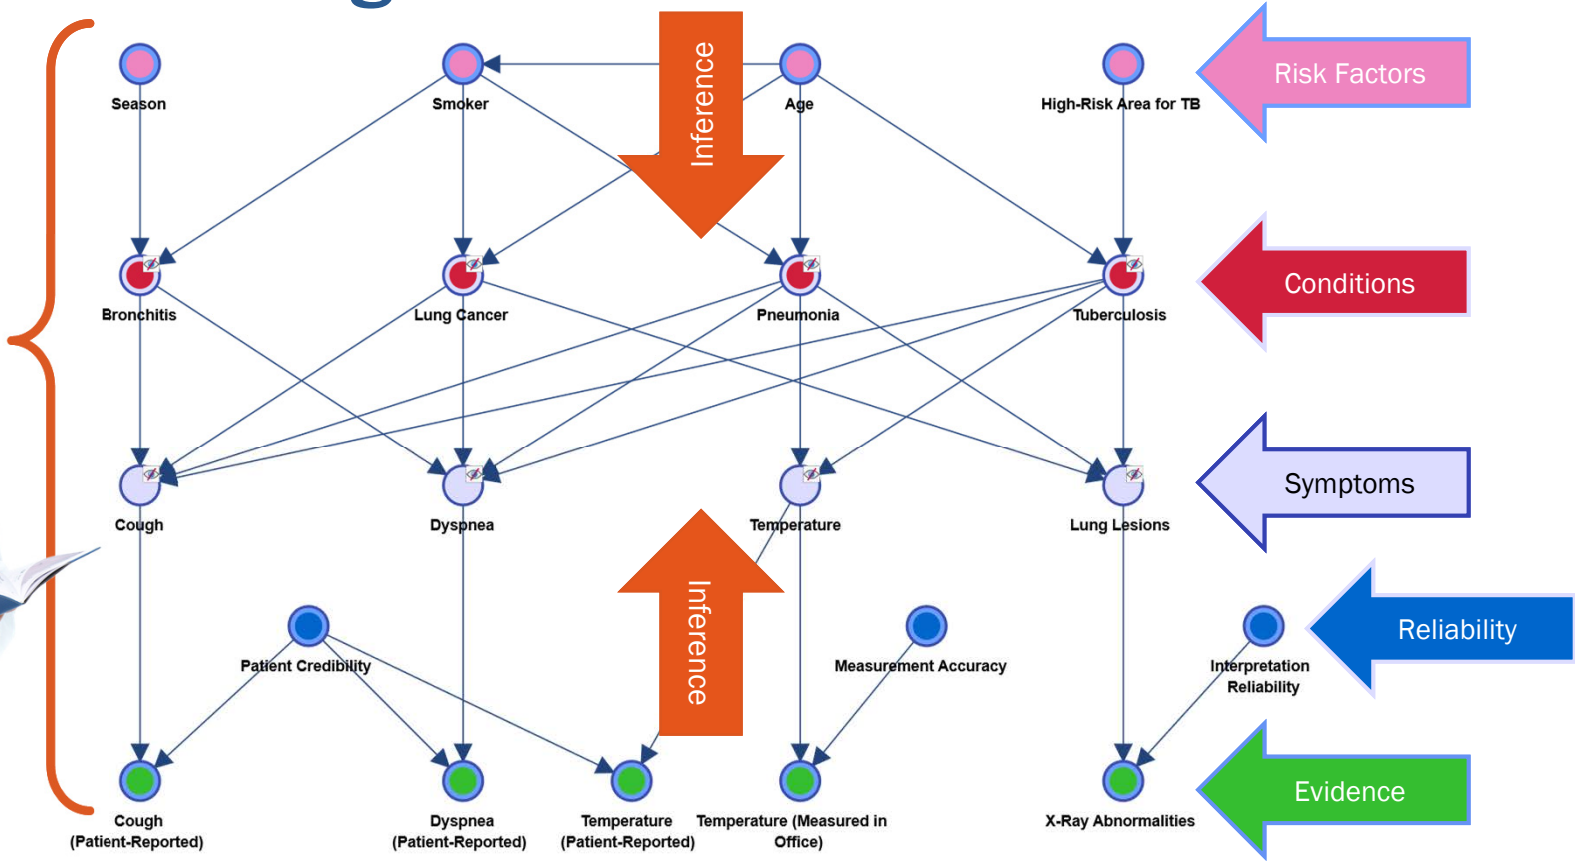 Inference
Risk Factors
Season
Smoker
Age
High-Risk Area for TB
Conditions
Bronchitis
Lung Cancer
Pneumonia
Tuberculosis
Symptoms
Cough
Dyspnea
Temperature
Lung Lesions
Inference
Reliability
Patient Credibility
Measurement Accuracy
Interpretation
Reliability
Evidence
Cough
(Patient-Reported)
Dyspnea
(Patient-Reported)
Temperature
(Patient-Reported)
Temperature (Measured in
Office)
X-Ray Abnormalities